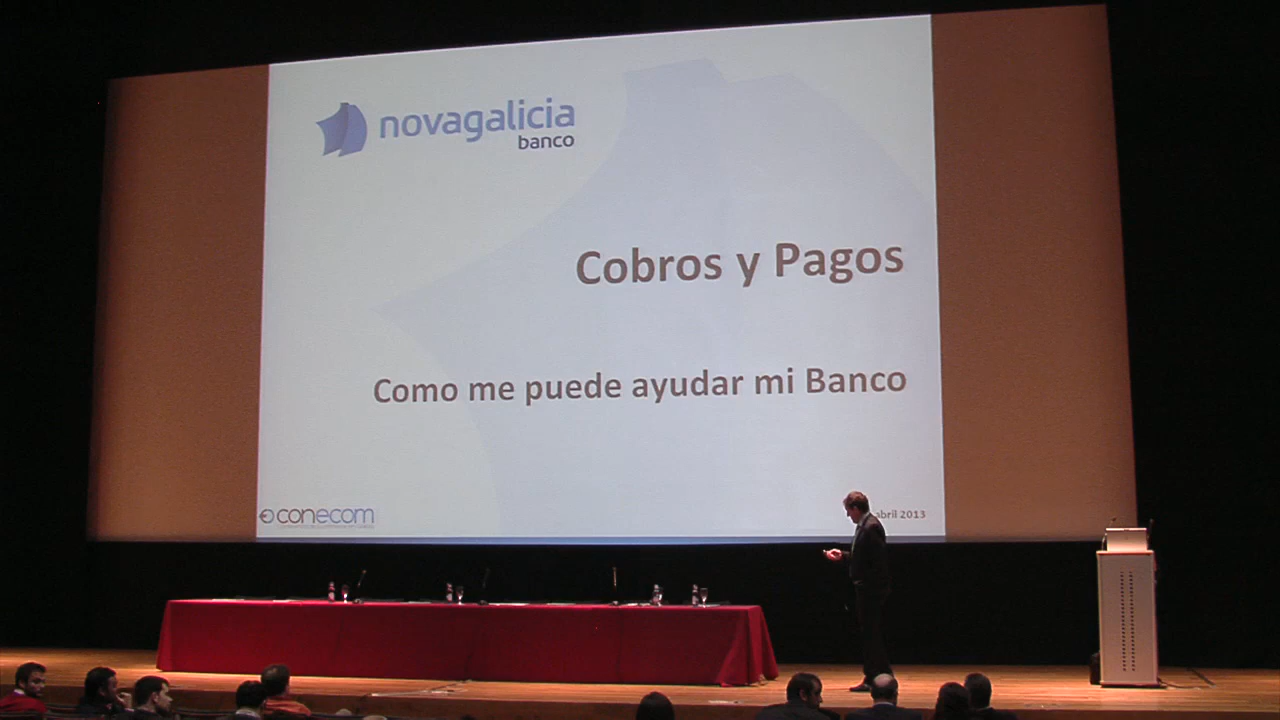 novagalicia
banco
Cobros y Pagos
Como me puede ayudar mi Banco
conecom
abril 2013